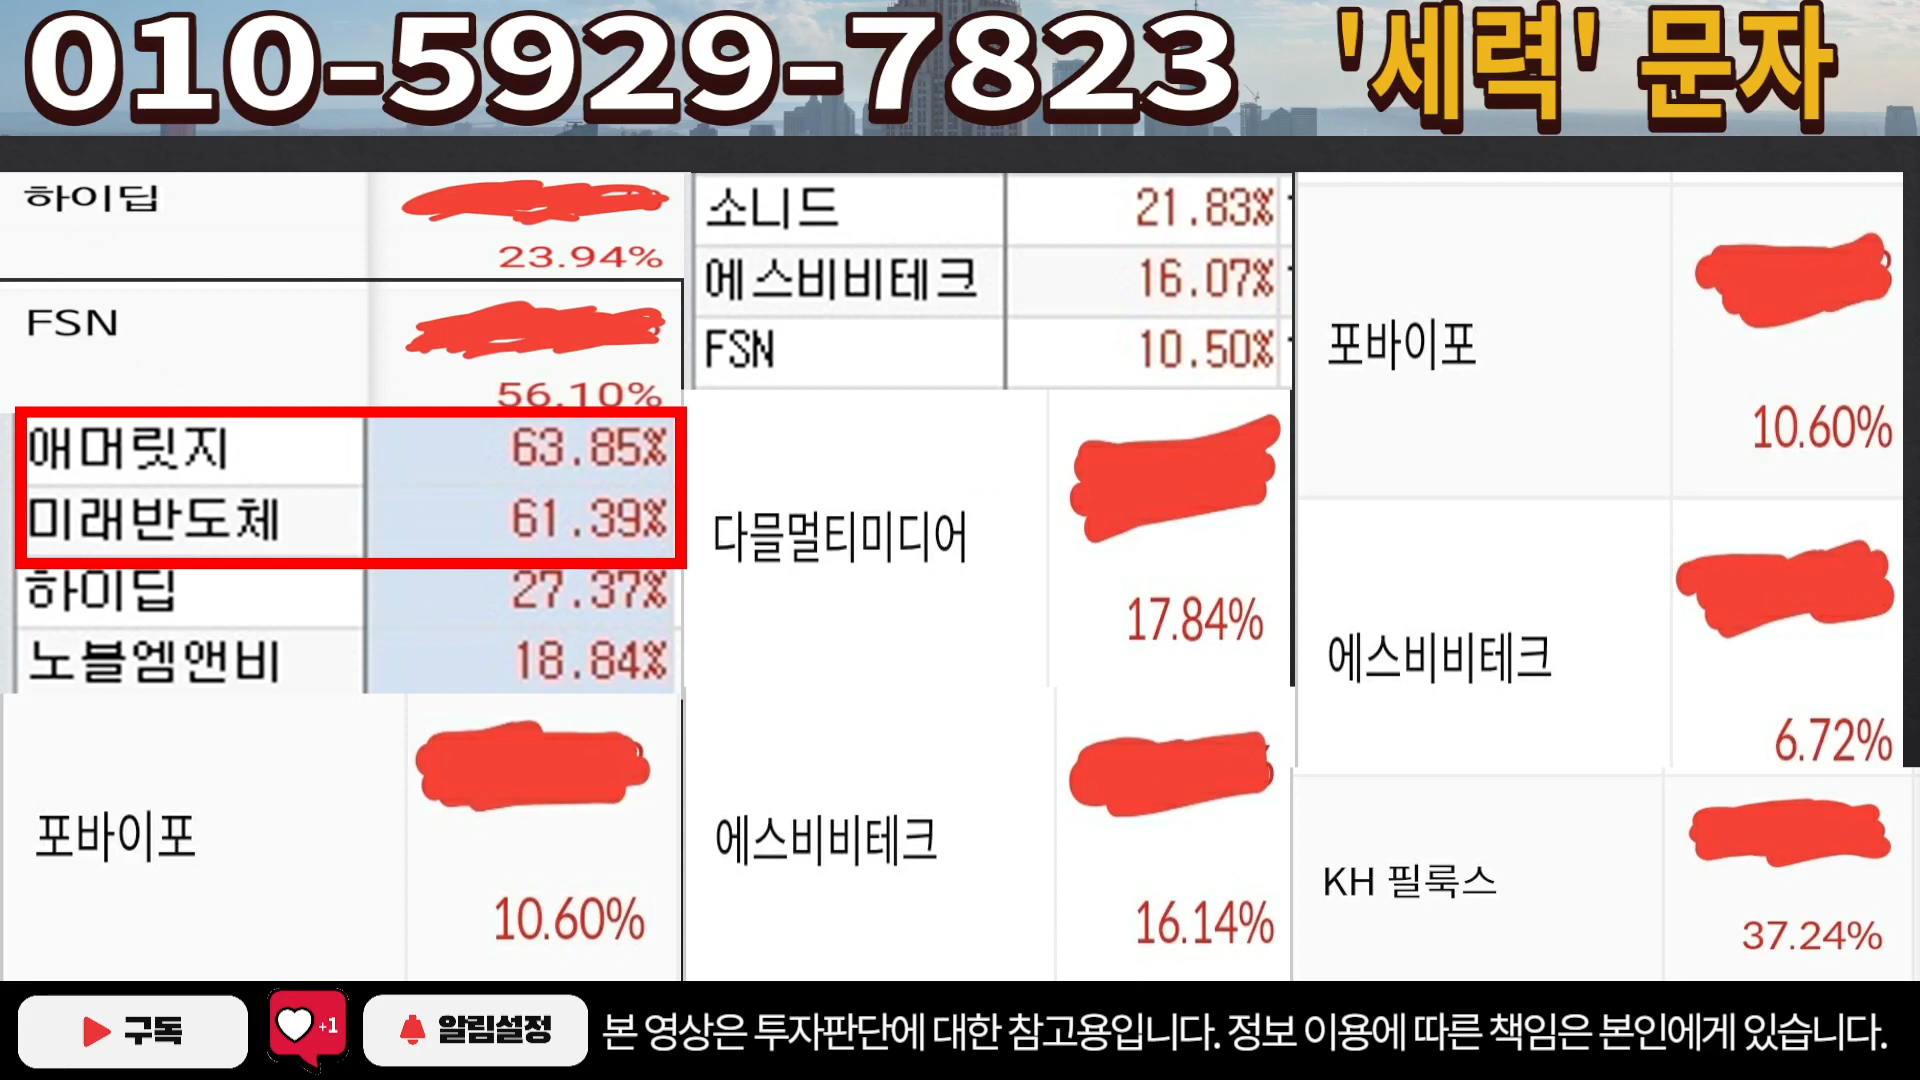 010-5929-7823 '세력' 문자
하이딥
23.94%
FSN
56.10%
애머릿지 63.85%
미래반도체 61.39%
하이딥 27.37%
노블엠앤비 18.84%
포바이포
10.60%
소니드 21.83%
에스비비테크 16.07%
FSN 10.50%
다믈멀티미디어
17.84%
에스비비테크
16.14%
포바이포
10.60%
에스비비테크
6.72%
KH 필룩스
37.24%
구독 +1 알림설정 본 영상은 투자판단에 대한 참고용입니다. 정보 이용에 따른 책임은 본인에게 있습니다.